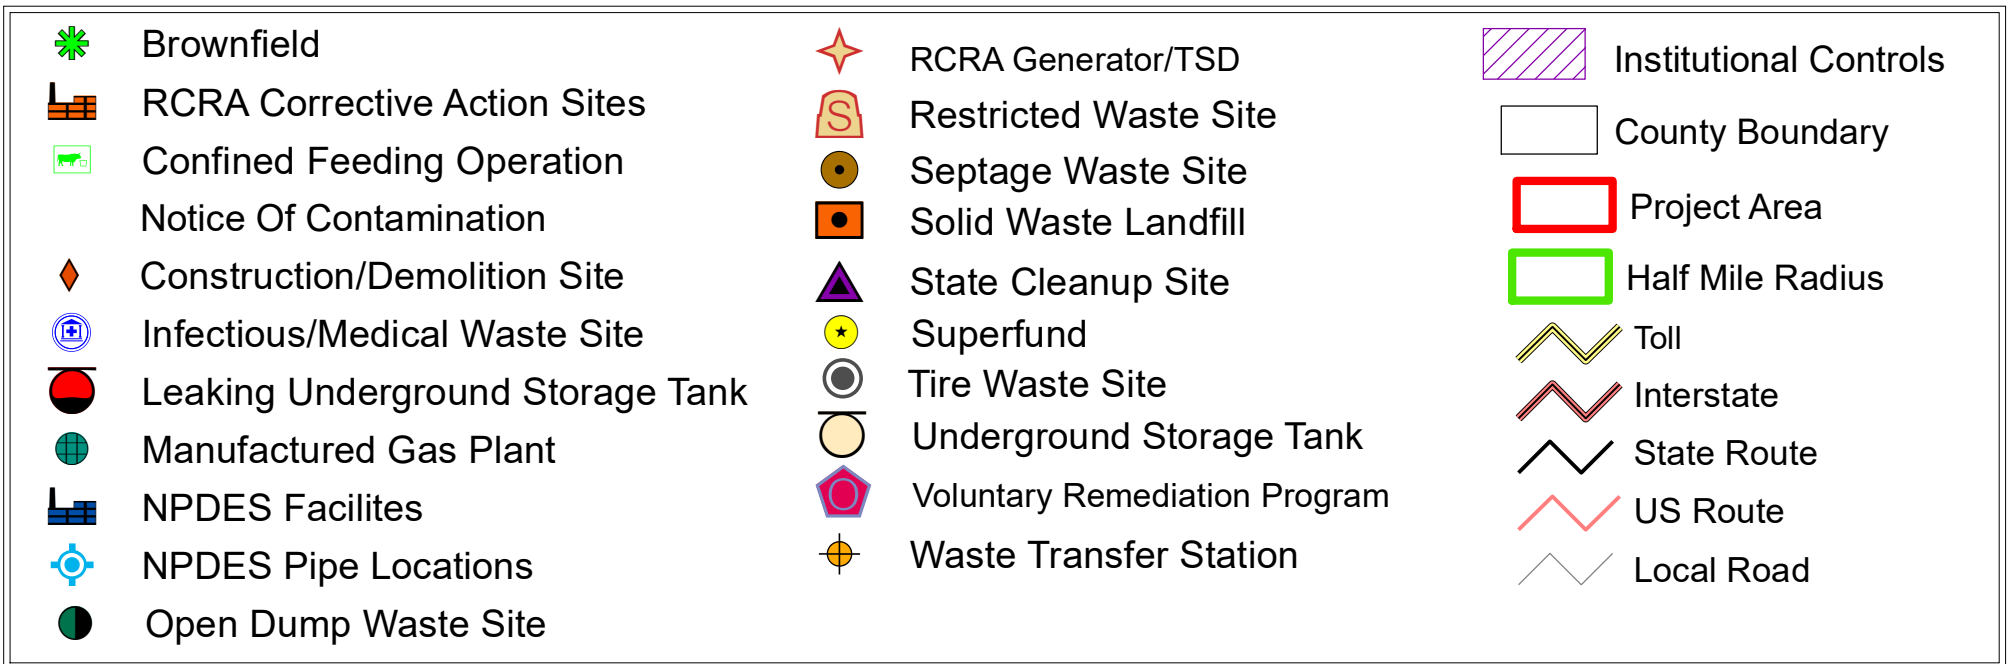 Brownfield
RCRA Corrective Action Sites
Confined Feeding Operation
Notice Of Contamination
Construction/Demolition Site
Infectious/Medical Waste Site
Leaking Underground Storage Tank
Manufactured Gas Plant
NPDES Facilites
NPDES Pipe Locations
Open Dump Waste Site
RCRA Generator/TSD
S
Restricted Waste Site
Septage Waste Site
Solid Waste Landfill
State Cleanup Site
Superfund
Tire Waste Site
Underground Storage Tank
O
Voluntary Remediation Program
Waste Transfer Station
Institutional Controls
County Boundary
Project Area
Half Mile Radius
Toll
Interstate
State Route
US Route
Local Road